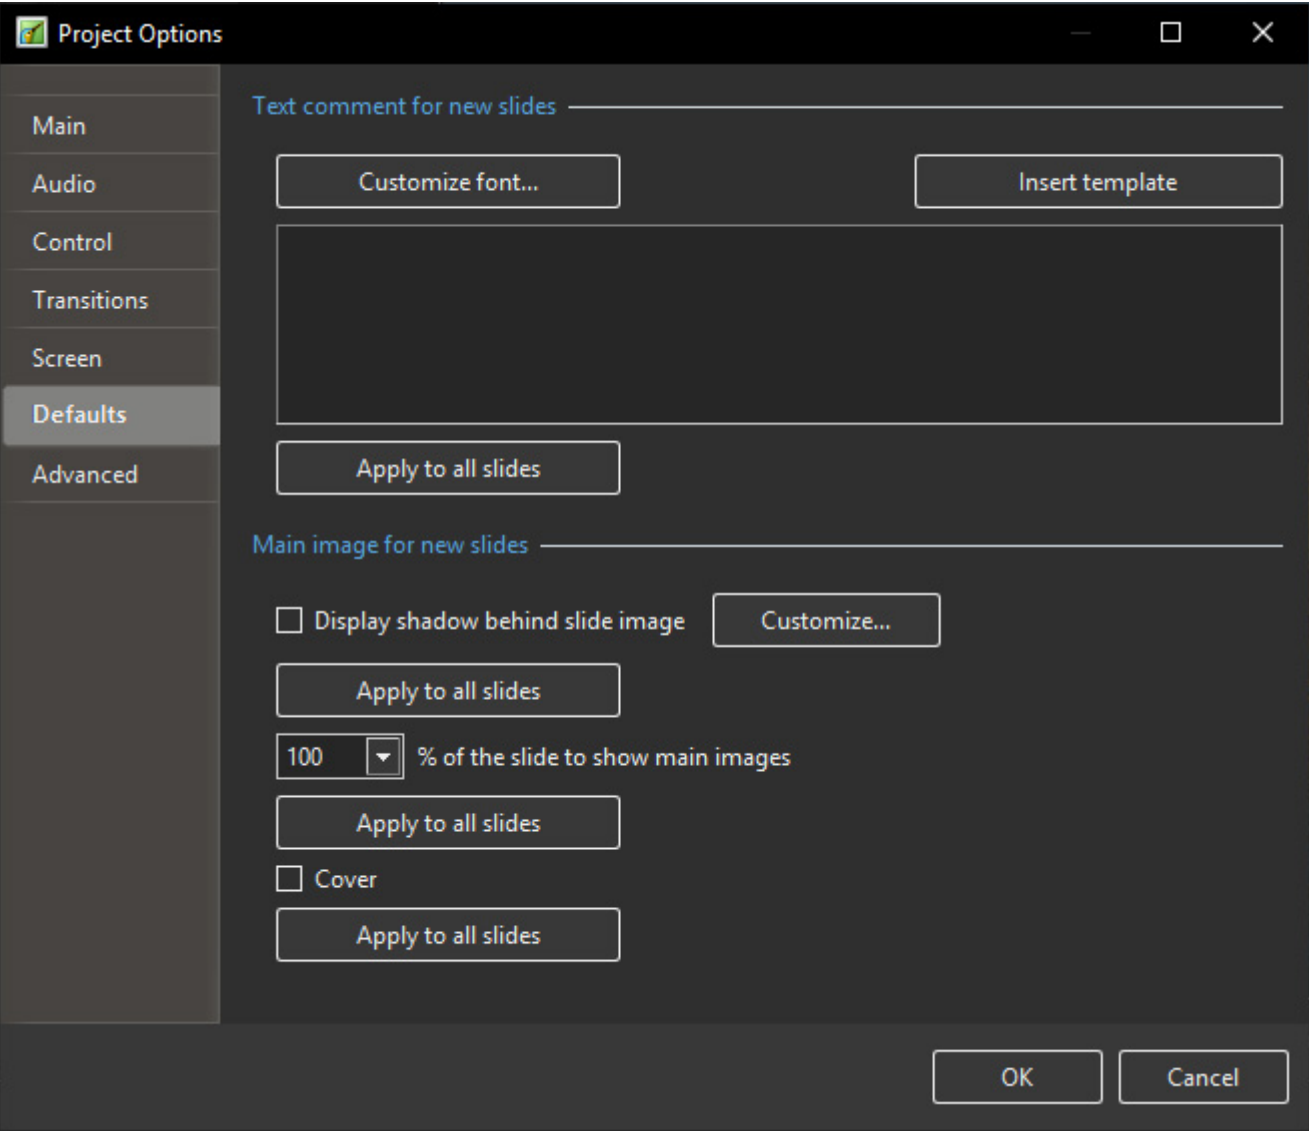 Project Options
Main
Audio
Control
Transitions
Screen
Defaults
Advanced
Text comment for new slides
Customize font... Insert template
Apply to all slides
Main image for new slides
Display shadow behind slide image Customize...
Apply to all slides
100 % of the slide to show main images
Apply to all slides
Cover
Apply to all slides
OK Cancel